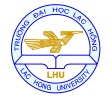 TRƯỜNG ĐẠI HỌC LẠC HỒNG
LHU
LAC HONG UNIVERSITY